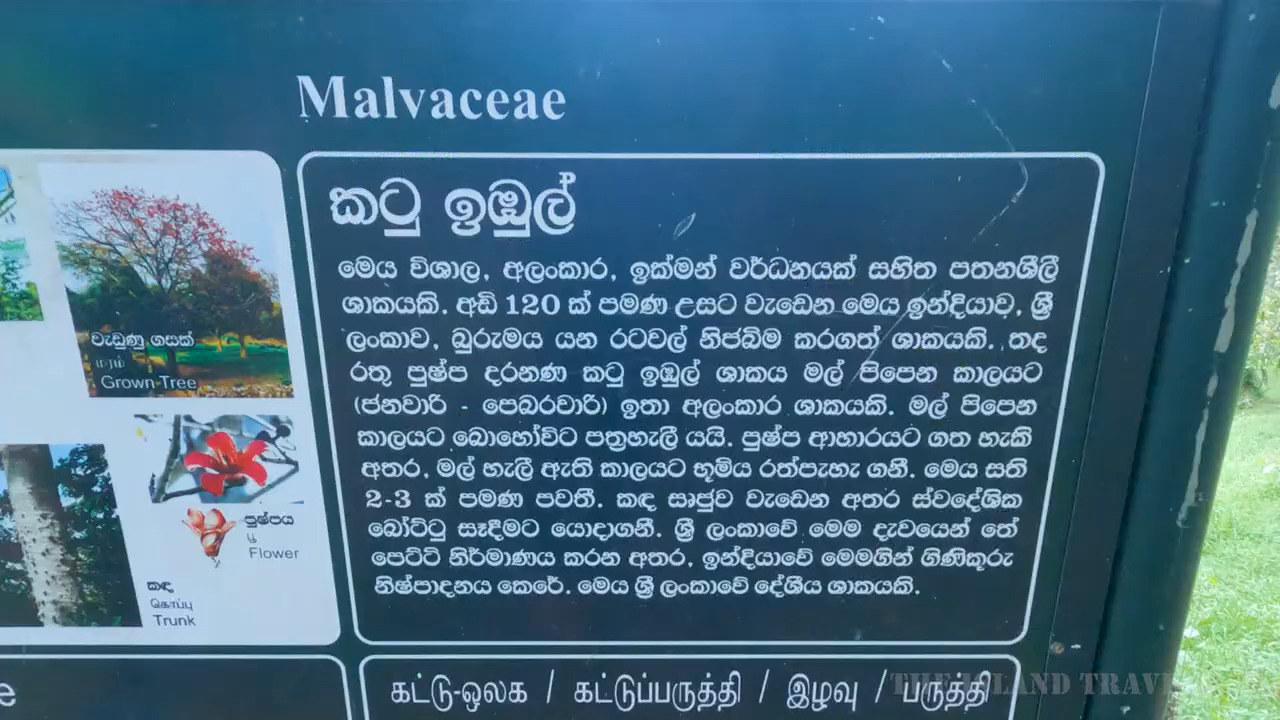 Malvaceae
කටු ඉඹුල්
මෙය විශාල, අලංකාර, ඉක්මන් වර්ධනයක් සහිත පතනශීලී
ශාකයකි. අඩි 120 ක් පමණ උසට වැඩෙන මෙය ඉන්දියාව, ශ්‍රී
ලංකාව, බුරුමය යන රටවල් නිජබිම කරගත් ශාකයකි. තද
රතු පුෂ්ප දරනණ කටු ඉඹුල් ශාකය මල් පිපෙන කාලයට
(ජනවාරි - පෙබරවාරි) ඉතා අලංකාර ශාකයකි. මල් පිපෙන
කාලයට බොහෝවිට පත්‍රහැලී යයි. පුෂ්ප ආහාරයට ගත හැකි
අතර, මල් හැලී ඇති කාලයට භූමිය රත්පැහැ ගනී. මෙය සති
2-3 ක් පමණ පවතී. කඳ සෘජුව වැඩෙන අතර ස්වදේශික
බෝට්ටු සෑදීමට යොදාගනී. ශ්‍රී ලංකාවේ මෙම දැවයෙන් තේ
පෙට්ටි නිර්මාණය කරන අතර, ඉන්දියාවේ මෙමගින් ගිණිකූරු
නිෂ්පාදනය කෙරේ. මෙය ශ්‍රී ලංකාවේ දේශීය ශාකයකි.
වැඩුණු ගසක්
மரம்
Grown-Tree
පුෂ්පය
பூ
Flower
කඳ
கொப்பு
Trunk
e
கட்டு-ஒலக / கட்டுப்பருத்தி / இழவு / பருத்தி
THE ISLAND TRAVEL